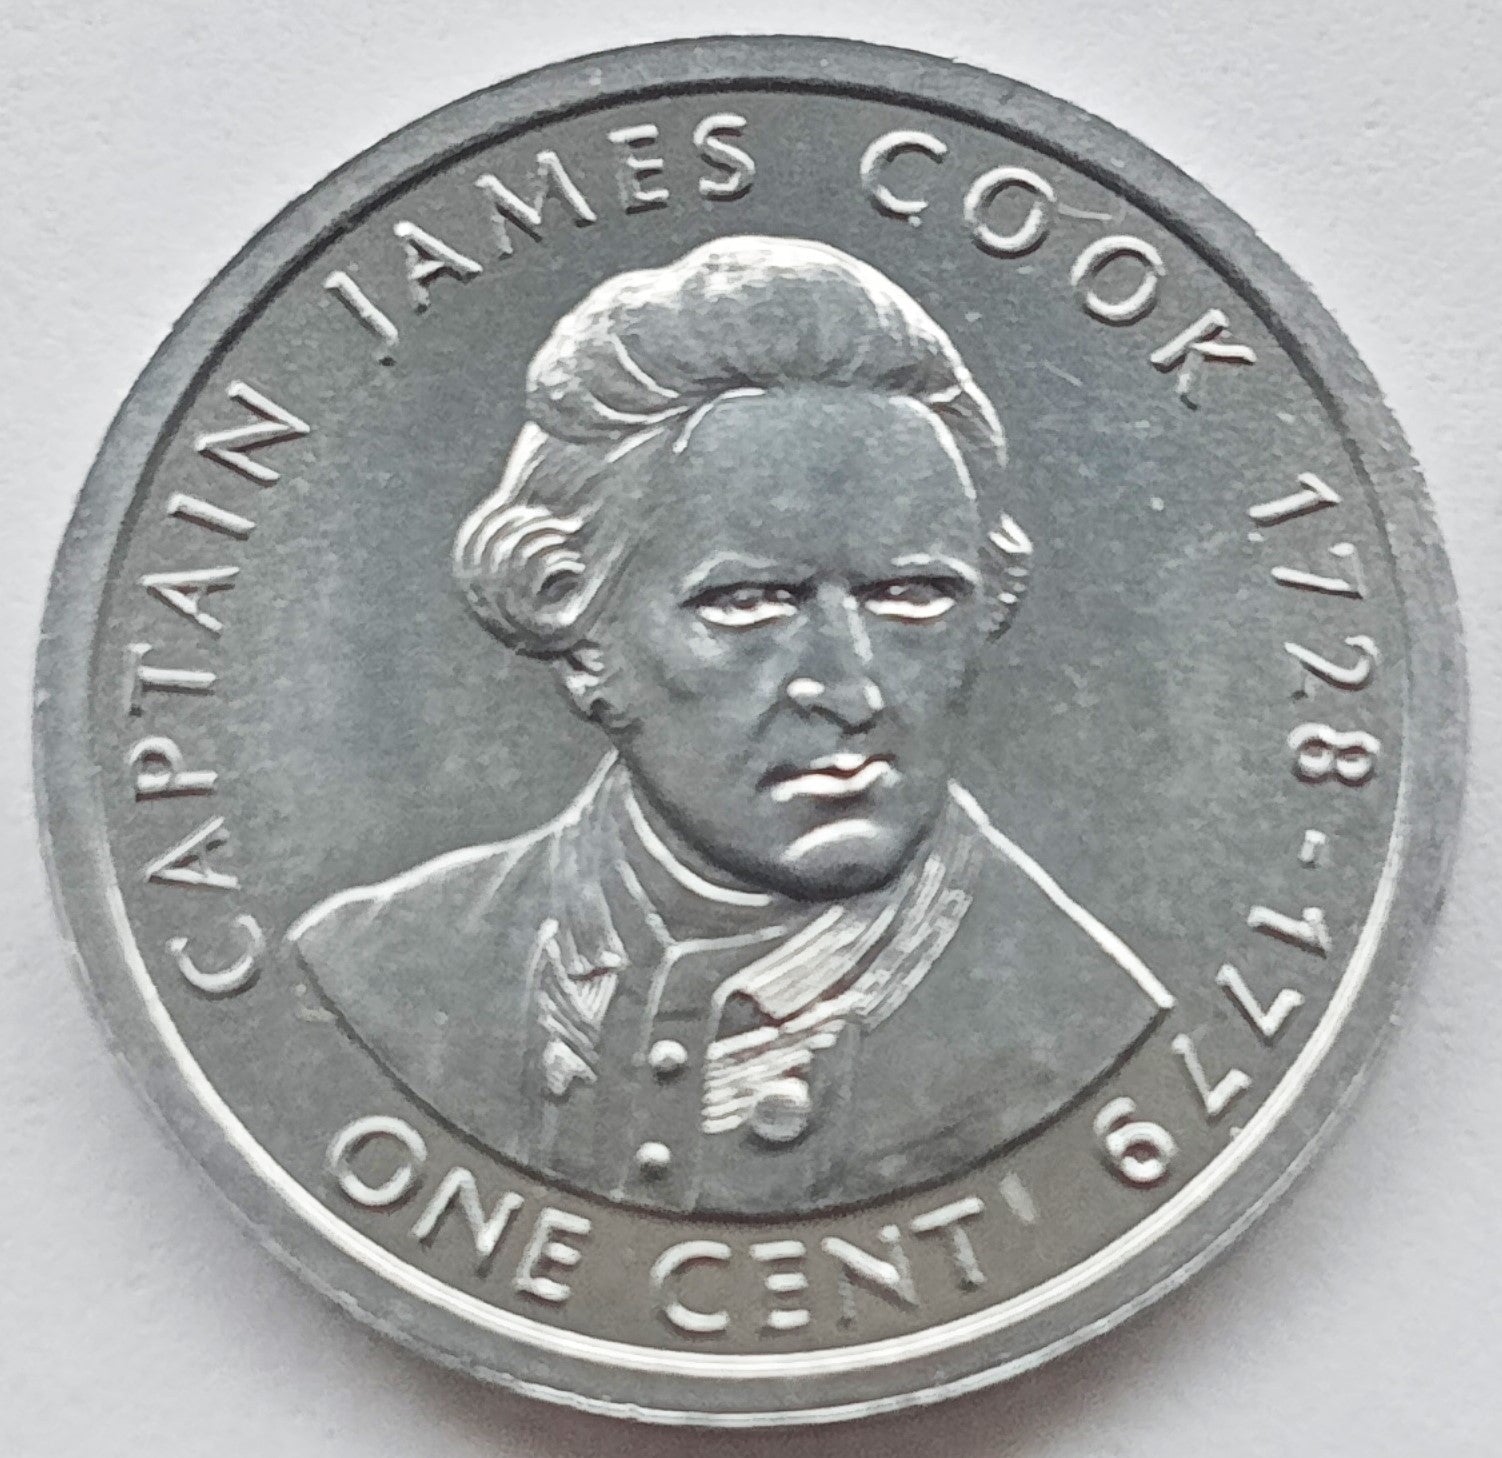 CAPTAIN JAMES COOK 1728-1779
ONE CENT